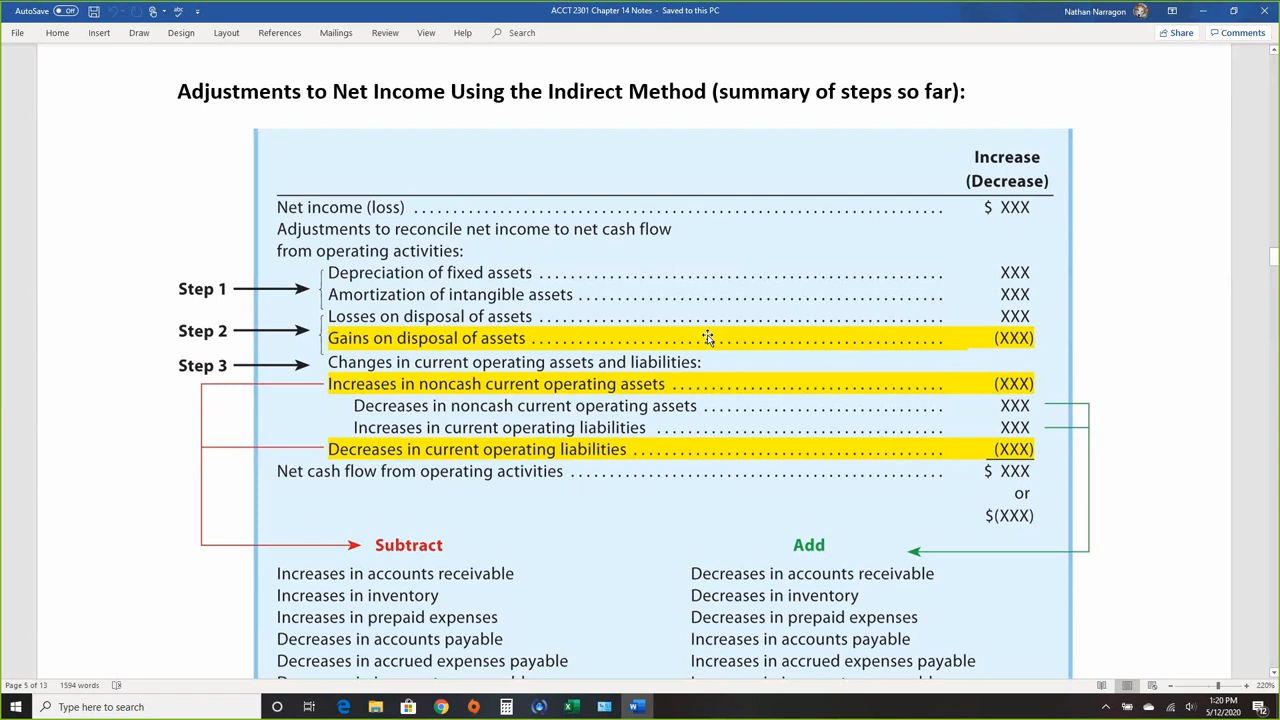 AutoSave Off ACCT 2301 Chapter 14 Notes - Saved to this PC Nathan Narragon
File Home Insert Draw Design Layout References Mailings Review View Help Search Share Comments
Adjustments to Net Income Using the Indirect Method (summary of steps so far):
Increase
(Decrease)
Net income (loss) ........ $ XXX
Adjustments to reconcile net income to net cash flow
from operating activities:
Step 1
Depreciation of fixed assets ........ XXX
Amortization of intangible assets ........ XXX
Step 2
Losses on disposal of assets ........ XXX
Gains on disposal of assets ........ (XXX)
Step 3
Changes in current operating assets and liabilities:
Increases in noncash current operating assets ........ (XXX)
Decreases in noncash current operating assets ........ XXX
Increases in current operating liabilities ........ XXX
Decreases in current operating liabilities ........ (XXX)
Net cash flow from operating activities ........ $ XXX
or
$(XXX)
Subtract
Increases in accounts receivable
Increases in inventory
Increases in prepaid expenses
Decreases in accounts payable
Decreases in accrued expenses payable
Add
Decreases in accounts receivable
Decreases in inventory
Decreases in prepaid expenses
Increases in accounts payable
Increases in accrued expenses payable
Page 5 of 13 1594 words 220%
Type here to search
1:20 PM
5/12/2020
12